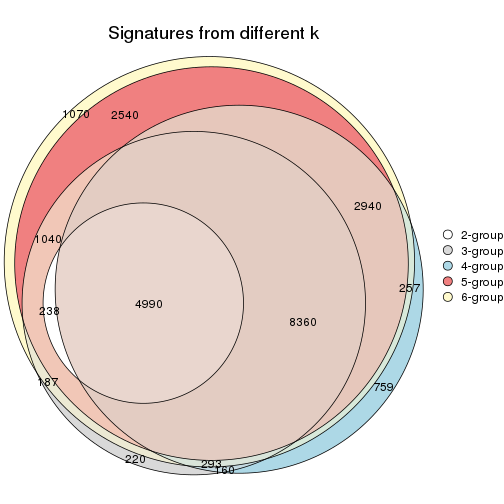 Signatures from different k
1070
2540
2940
1040
2-group
3-group
4-group
5-group
6-group
257
4990
238
8360
187
759
220
293
160